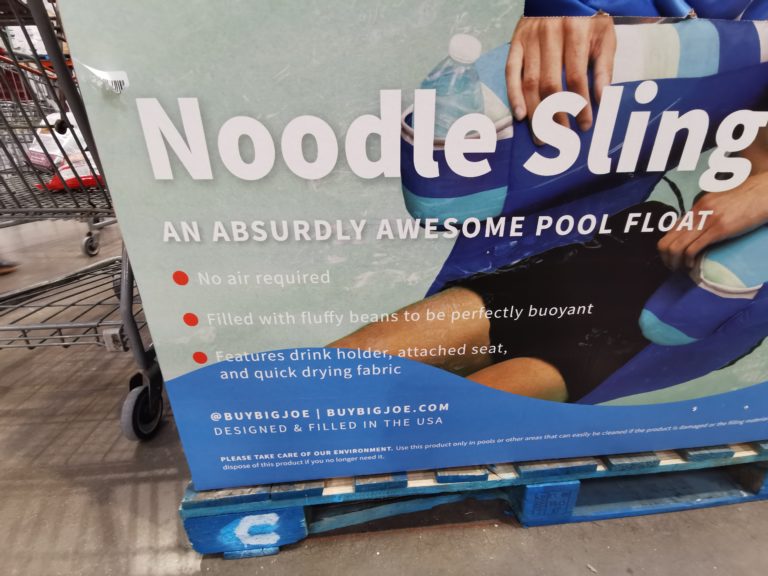 Noodle Sling
AN ABSURDLY AWESOME POOL FLOAT
No air required
Filled with fluffy beans to be perfectly buoyant
Features drink holder, attached seat,
and quick drying fabric
@BUYBIGJOE | BUYBIGJOE.COM
DESIGNED & FILLED IN THE USA
PLEASE TAKE CARE OF OUR ENVIRONMENT. Use this product only in pools or other areas that can easily be cleaned if the product is damaged or the filling
dispose of this product if you no longer need it.
C